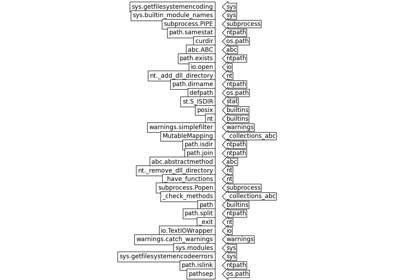 sys.getfilesystemencoding sys
sys.builtin_module_names sys
subprocess.PIPE subprocess
path.samestat ntpath
curdir os.path
abc.ABC abc
path.exists ntpath
io.open io
nt._add_dll_directory nt
path.dirname ntpath
defpath os.path
st.S_ISDIR stat
posix builtins
nt builtins
warnings.simplefilter warnings
MutableMapping _collections_abc
path.isdir ntpath
path.join ntpath
abc.abstractmethod abc
nt._remove_dll_directory nt
_have_functions nt
subprocess.Popen subprocess
_check_methods _collections_abc
path builtins
path.split ntpath
_exit nt
io.TextIOWrapper io
warnings.catch_warnings warnings
sys.modules sys
sys.getfilesystemencodeerrors sys
path.islink ntpath
pathsep os.path